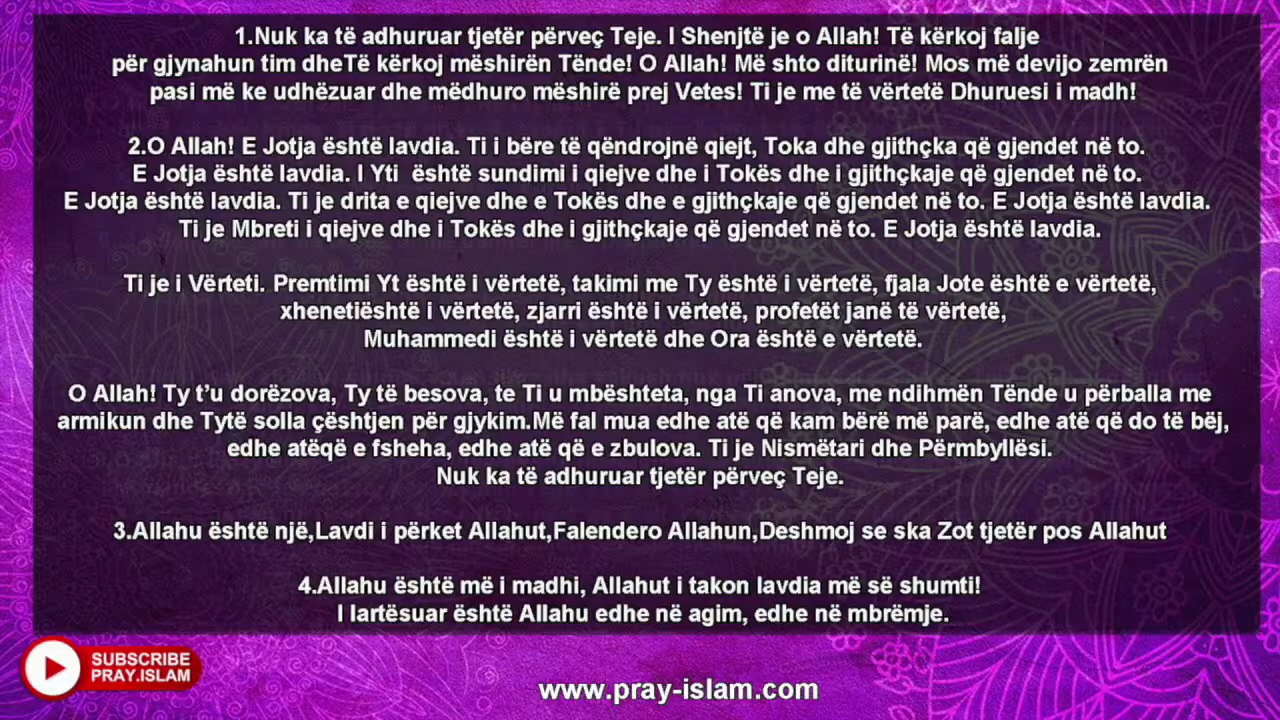 1.Nuk ka të adhuruar tjetër përveç Teje. I Shenjtë je o Allah! Të kërkoj falje
për gjynahun tim dheTë kërkoj mëshirën Tënde! O Allah! Më shto diturinë! Mos më devijo zemrën
pasi më ke udhëzuar dhe mëdhuro mëshirë prej Vetes! Ti je me të vërtetë Dhuruesi i madh!
2.O Allah! E Jotja është lavdia. Ti i bëre të qëndrojnë qiejt, Toka dhe gjithçka që gjendet në to.
E Jotja është lavdia. I Yti  është sundimi i qiejve dhe i Tokës dhe i gjithçkaje që gjendet në to.
E Jotja është lavdia. Ti je drita e qiejve dhe e Tokës dhe e gjithçkaje që gjendet në to. E Jotja është lavdia.
Ti je Mbreti i qiejve dhe i Tokës dhe i gjithçkaje që gjendet në to. E Jotja është lavdia.
Ti je i Vërteti. Premtimi Yt është i vërtetë, takimi me Ty është i vërtetë, fjala Jote është e vërtetë,
xhenetiështë i vërtetë, zjarri është i vërtetë, profetët janë të vërtetë,
Muhammedi është i vërtetë dhe Ora është e vërtetë.
O Allah! Ty t’u dorëzova, Ty të besova, te Ti u mbështeta, nga Ti anova, me ndihmën Tënde u përballa me
armikun dhe Tytë solla çështjen për gjykim.Më fal mua edhe atë që kam bërë më parë, edhe atë që do të bëj,
edhe atëqë e fsheha, edhe atë që e zbulova. Ti je Nismëtari dhe Përmbyllësi.
Nuk ka të adhuruar tjetër përveç Teje.
3.Allahu është një,Lavdi i përket Allahut,Falendero Allahun,Deshmoj se ska Zot tjetër pos Allahut
4.Allahu është më i madhi, Allahut i takon lavdia më së shumti!
I lartësuar është Allahu edhe në agim, edhe në mbrëmje.
SUBSCRIBE
PRAY.ISLAM
www.pray-islam.com